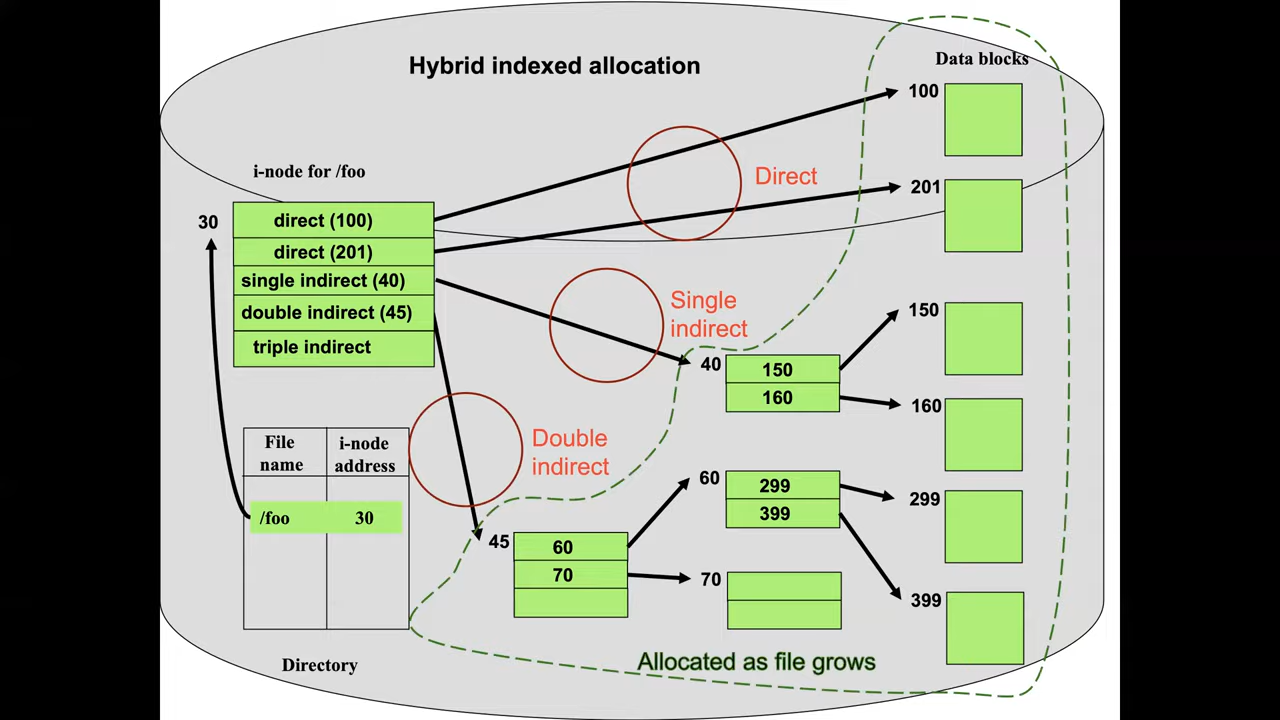 Hybrid indexed allocation
Data blocks
100
Direct
i-node for /foo
201
30
direct (100)
direct (201)
single indirect (40)
double indirect (45)
triple indirect
Single
indirect
150
40
150
160
160
File
name
i-node
address
/foo
30
Double
indirect
60
299
399
299
45
60
70
70
399
Allocated as file grows
Directory